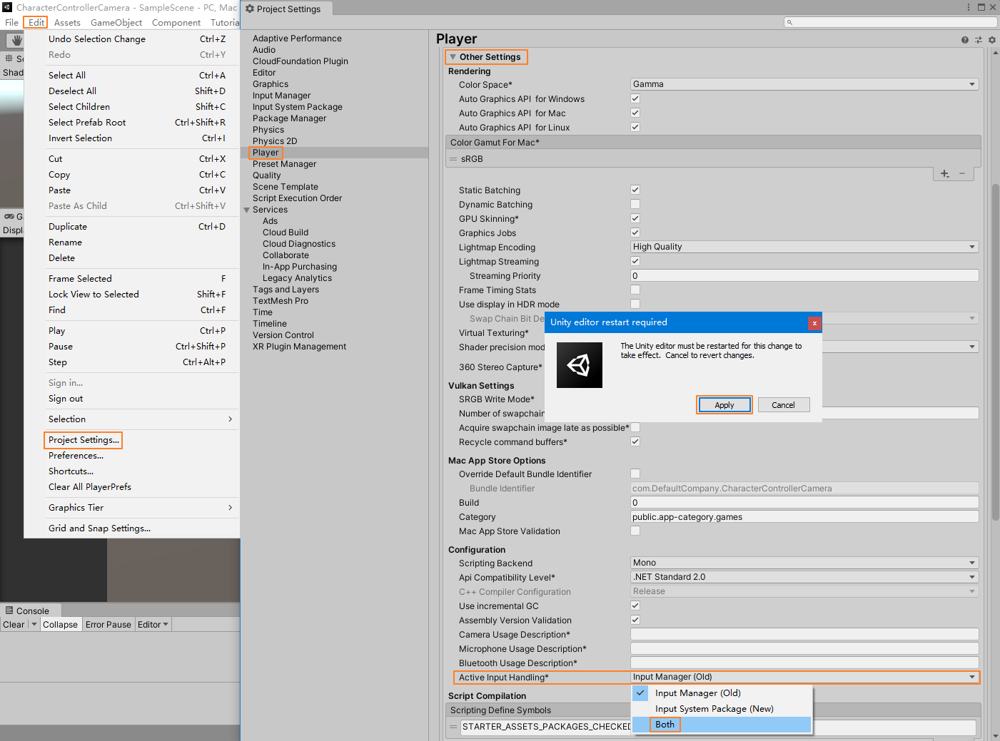 CharacterControllerCamera - SampleScene - PC, Mac
File Edit Assets GameObject Component Tutoria
Shad
Displ
Undo Selection Change Ctrl+Z
Redo Ctrl+Y
Select All Ctrl+A
Deselect All Shift+D
Select Children Shift+C
Select Prefab Root Ctrl+Shift+R
Invert Selection Ctrl+I
Cut Ctrl+X
Copy Ctrl+C
Paste Ctrl+V
Paste As Child Ctrl+Shift+V
Duplicate Ctrl+D
Rename
Delete
Frame Selected F
Lock View to Selected Shift+F
Find Ctrl+F
Play Ctrl+P
Pause Ctrl+Shift+P
Step Ctrl+Alt+P
Sign in...
Sign out
Selection
Project Settings...
Preferences...
Shortcuts...
Clear All PlayerPrefs
Graphics Tier
Grid and Snap Settings...
Console
Clear Collapse Error Pause Editor
Project Settings
Adaptive Performance
Audio
CloudFoundation Plugin
Editor
Graphics
Input Manager
Input System Package
Package Manager
Physics
Physics 2D
Player
Preset Manager
Quality
Scene Template
Script Execution Order
Services
Ads
Cloud Build
Cloud Diagnostics
Collaborate
In-App Purchasing
Legacy Analytics
Tags and Layers
TextMesh Pro
Time
Timeline
Version Control
XR Plugin Management
Player
Other Settings
Rendering
Color Space* Gamma
Auto Graphics API for Windows
Auto Graphics API for Mac
Auto Graphics API for Linux
Color Gamut For Mac*
sRGB
Static Batching
Dynamic Batching
GPU Skinning*
Graphics Jobs
Lightmap Encoding High Quality
Lightmap Streaming
Streaming Priority 0
Frame Timing Stats
Use display in HDR mode
Swap Chain Bit De
Virtual Texturing*
Shader precision mod
360 Stereo Capture*
Vulkan Settings
SRGB Write Mode*
Number of swapchain
Acquire swapchain image late as possible*
Recycle command buffers*
Unity editor restart required
x
The Unity editor must be restarted for this change to
take effect. Cancel to revert changes.
Apply Cancel
Mac App Store Options
Override Default Bundle Identifier
Bundle Identifier com.DefaultCompany.CharacterControllerCamera
Build 0
Category public.app-category.games
Mac App Store Validation
Configuration
Scripting Backend Mono
Api Compatibility Level* .NET Standard 2.0
C++ Compiler Configuration Release
Use incremental GC
Assembly Version Validation
Camera Usage Description*
Microphone Usage Description*
Bluetooth Usage Description*
Active Input Handling* Input Manager (Old)
Input Manager (Old)
Input System Package (New)
Both
Script Compilation
Scripting Define Symbols
STARTER_ASSETS_PACKAGES_CHECKED